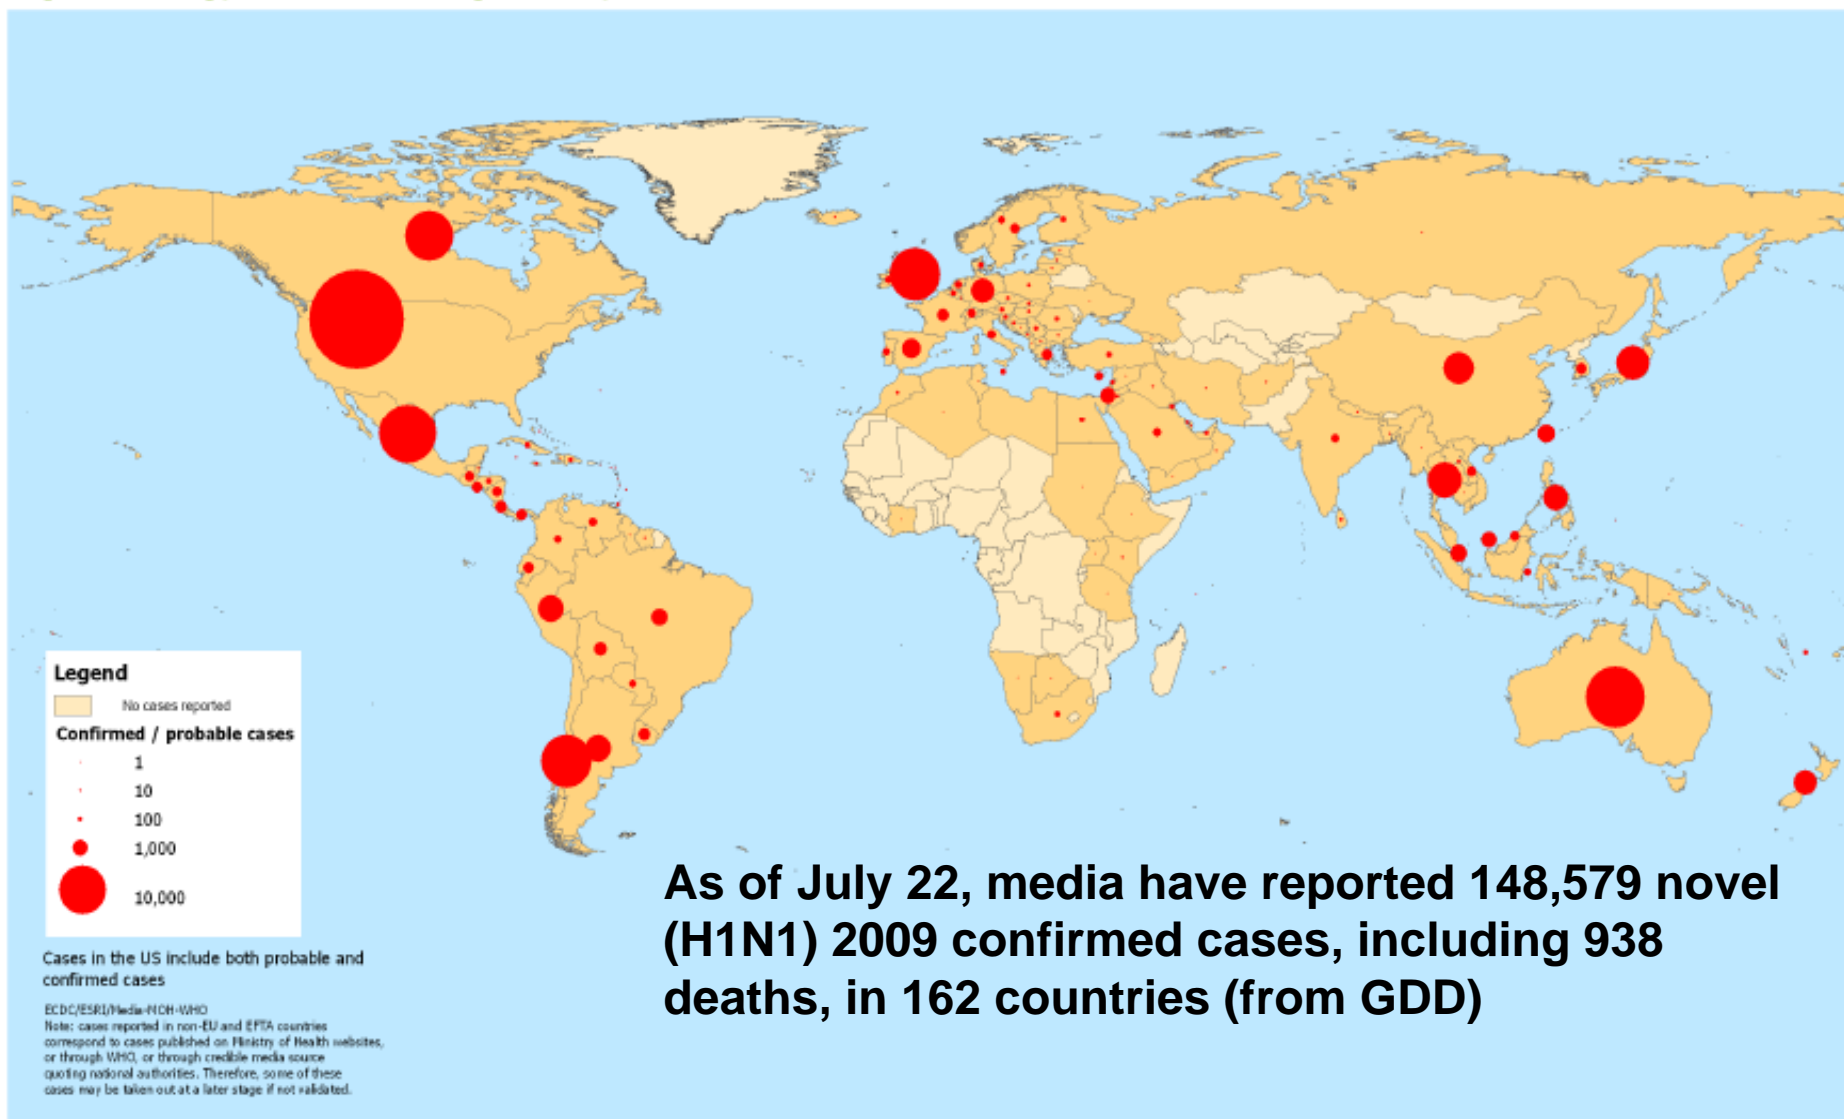 Legend
No cases reported
Confirmed / probable cases
1
10
100
1,000
10,000
Cases in the US include both probable and
confirmed cases
ECDC/ESRI/Media-MOH-WHO
Note: cases reported in non-EU and EFTA countries
correspond to cases published on Ministry of Health websites,
or through WHO, or through credible media source
quoting national authorities. Therefore, some of these
cases may be taken out at a later stage if not validated.
As of July 22, media have reported 148,579 novel
(H1N1) 2009 confirmed cases, including 938
deaths, in 162 countries (from GDD)